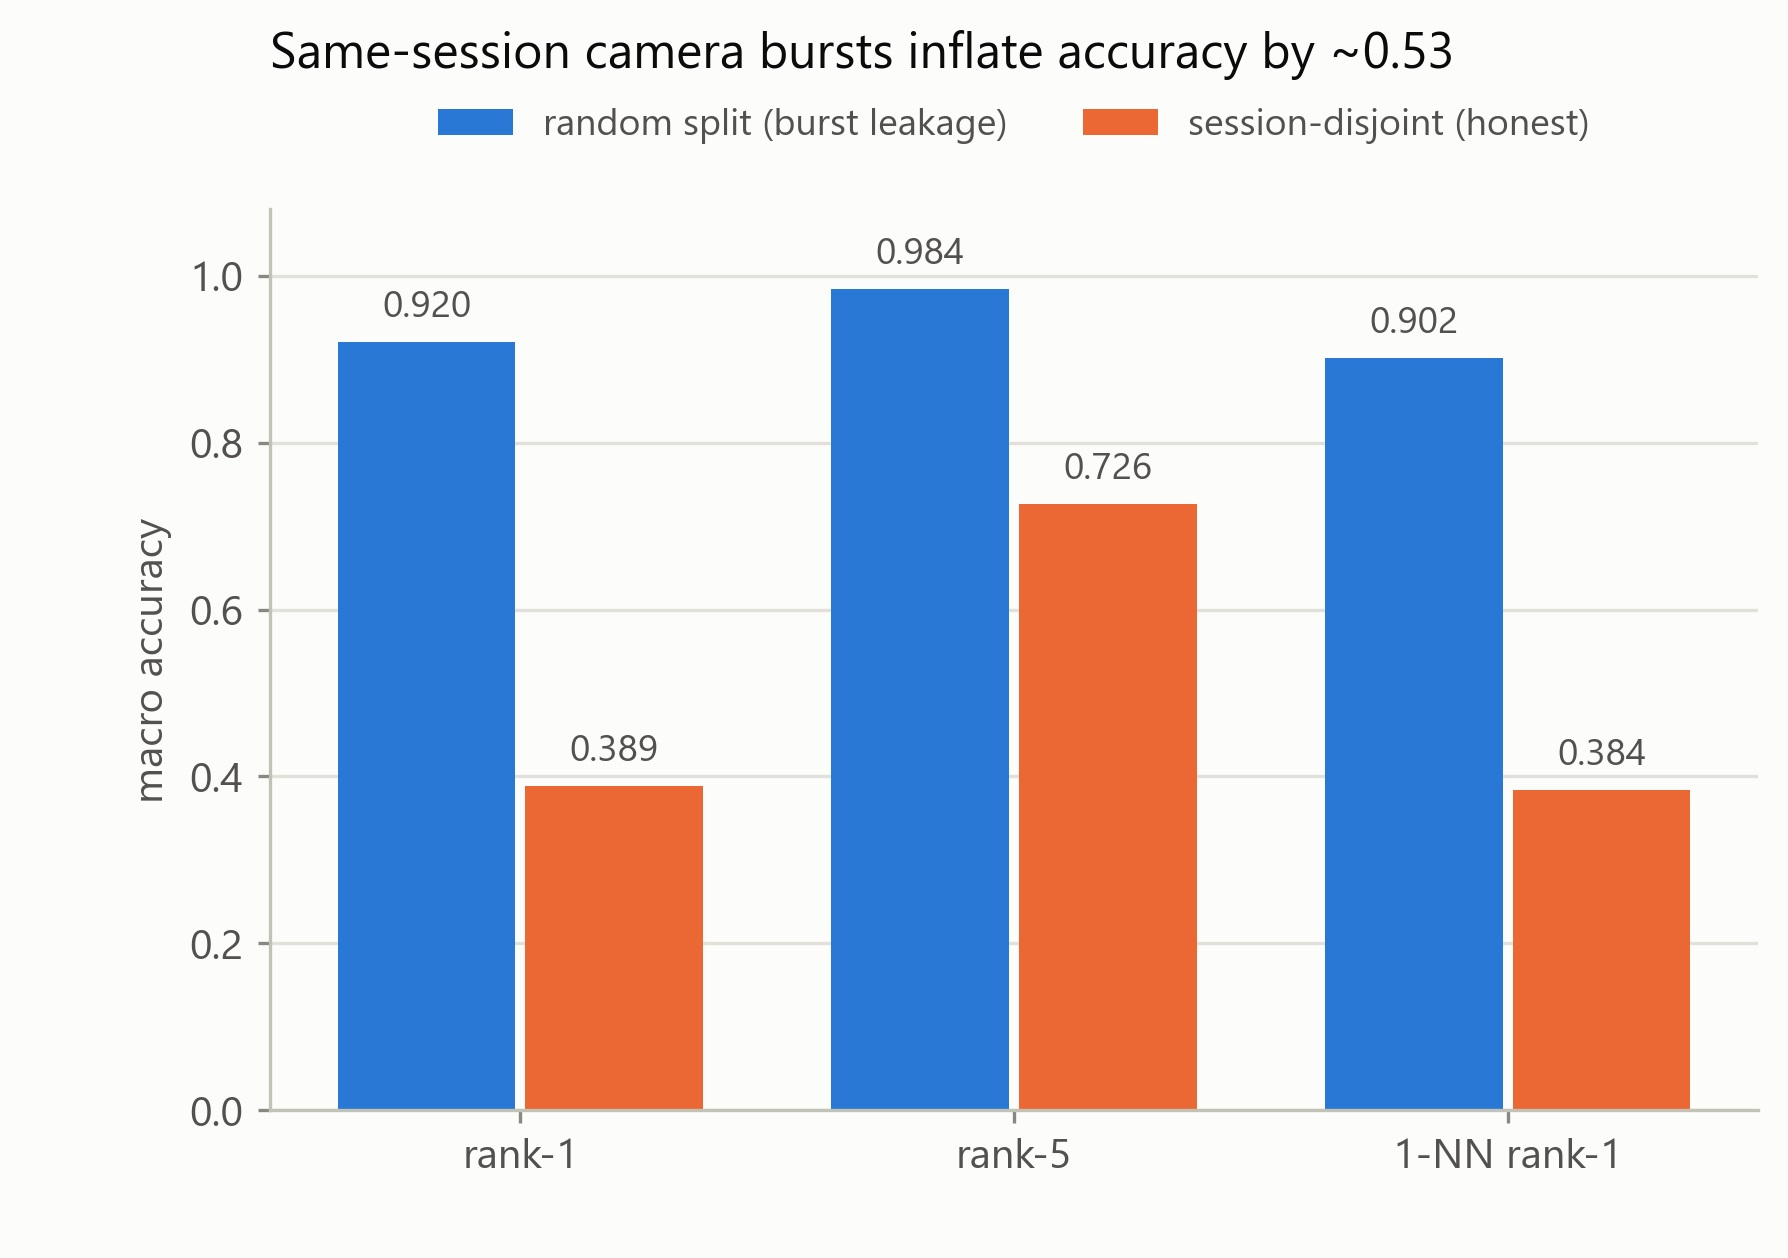 Same-session camera bursts inflate accuracy by ~0.53
random split (burst leakage)
session-disjoint (honest)
macro accuracy
1.0
0.8
0.6
0.4
0.2
0.0
0.920
0.389
0.984
0.726
0.902
0.384
rank-1
rank-5
1-NN rank-1